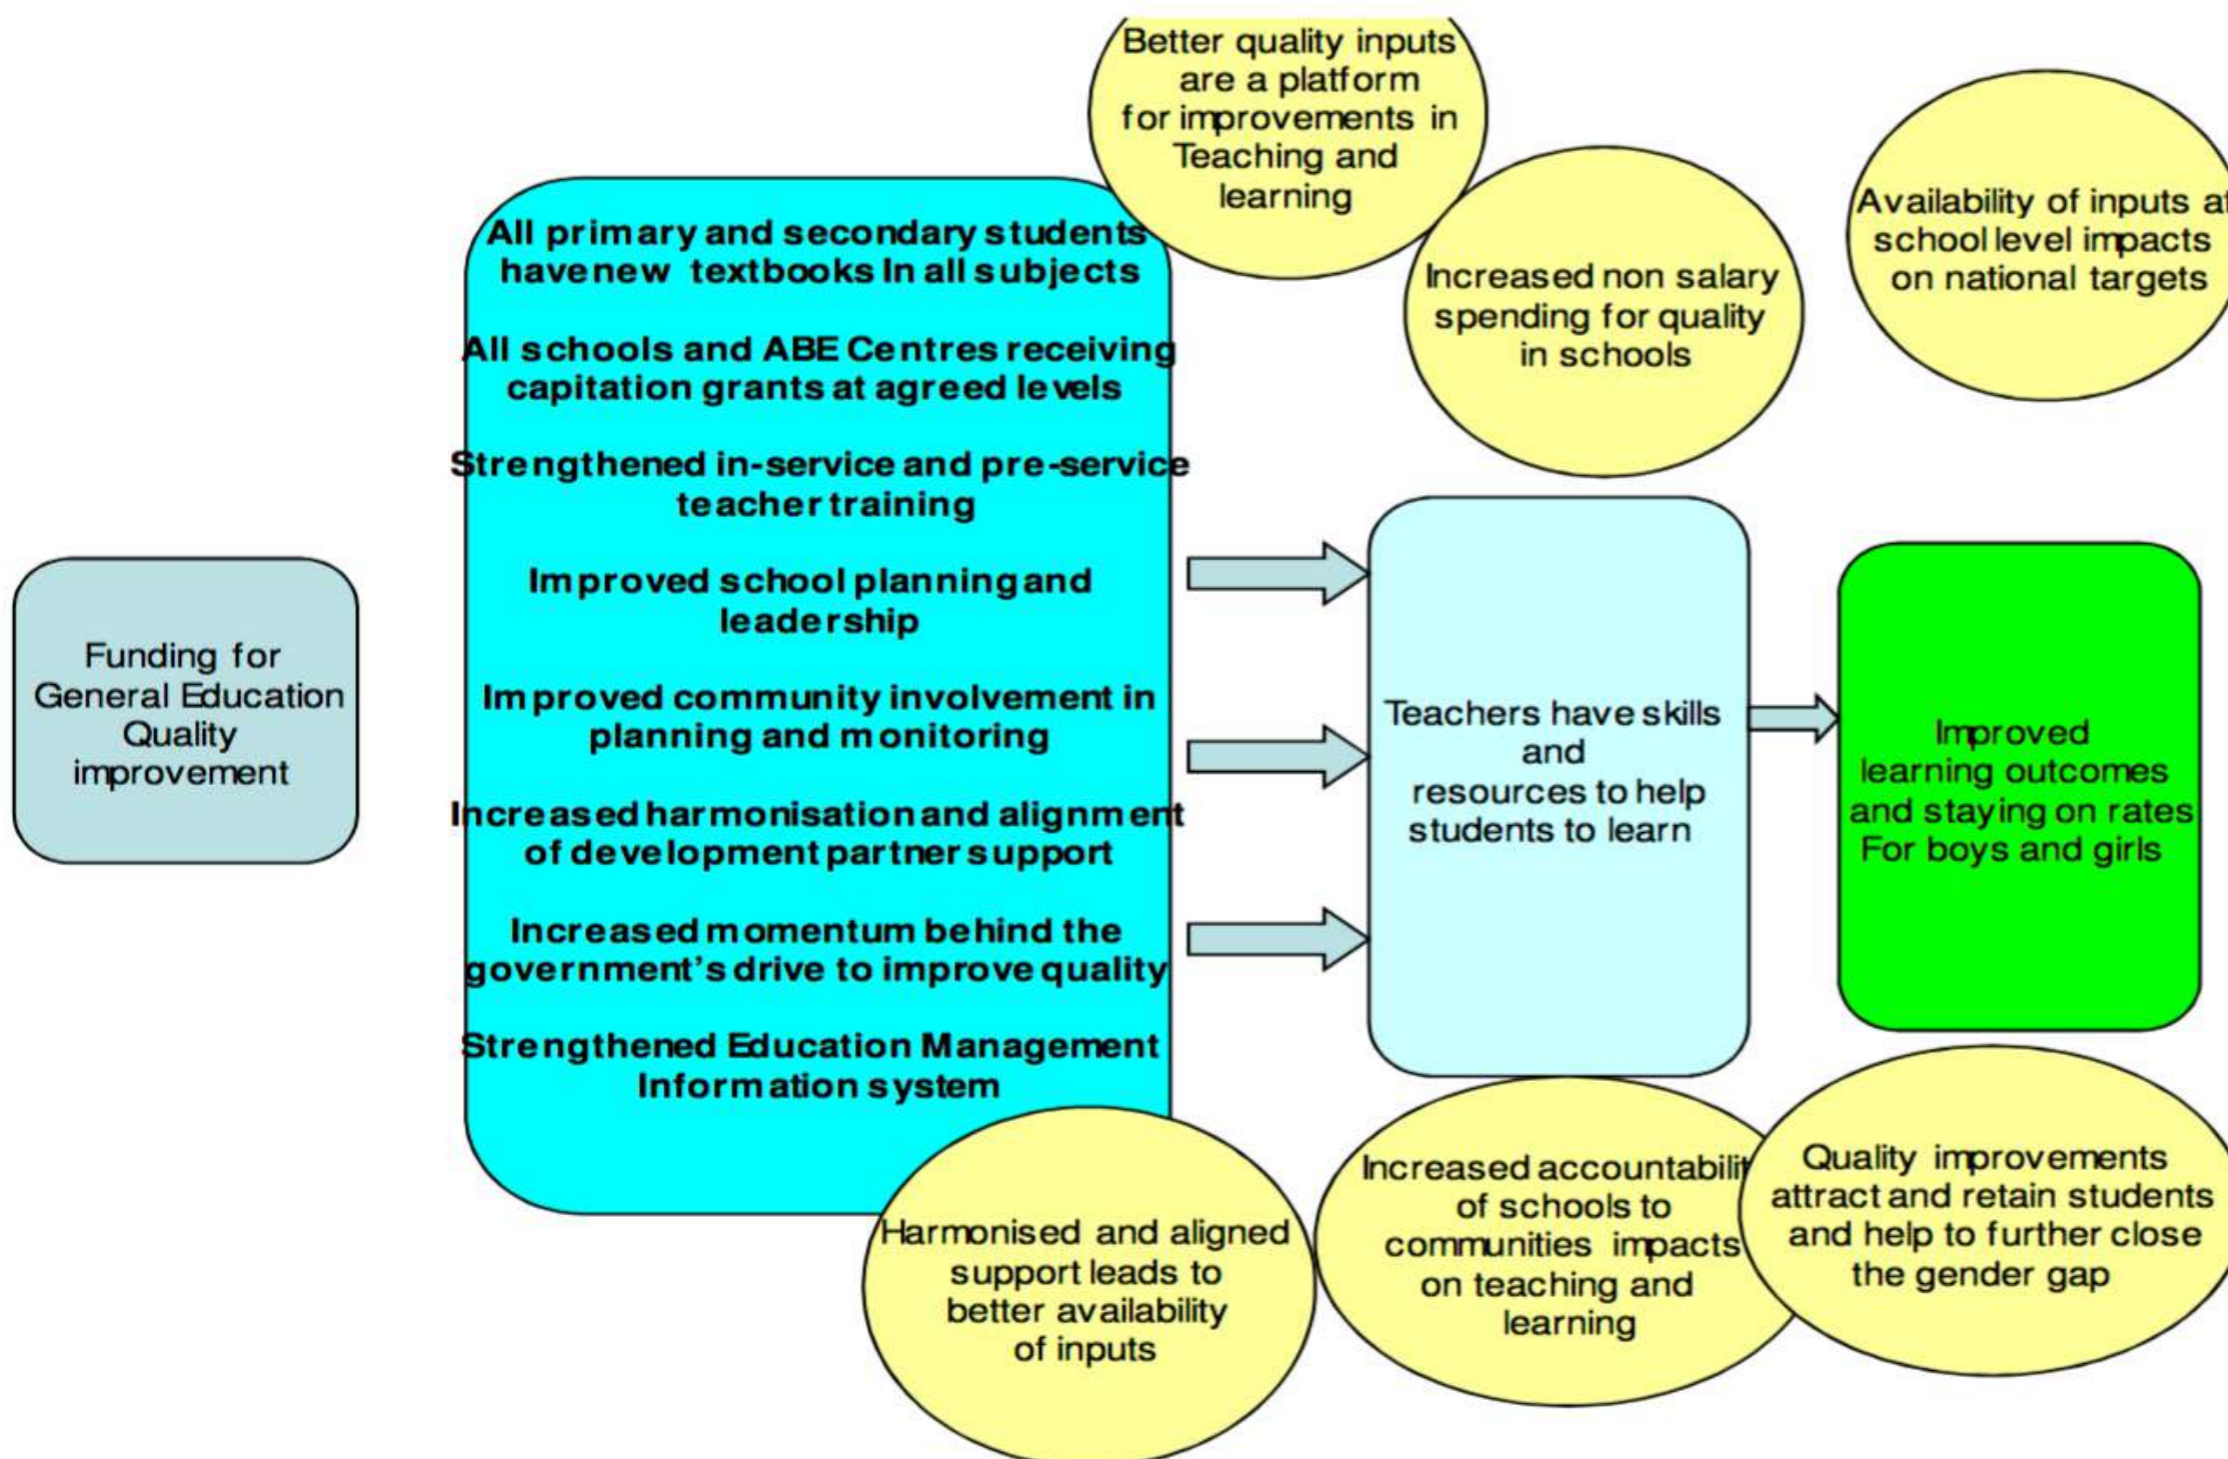 Better quality inputs
are a platform
for improvements in
Teaching and
learning
Availability of inputs at
school level impacts
on national targets
Increased non salary
spending for quality
in schools
All primary and secondary students
have new textbooks In all subjects
All schools and ABE Centres receiving
capitation grants at agreed levels
Strengthened in-service and pre-service
teacher training
Improved school planning and
leadership
Improved community involvement in
planning and monitoring
Increased harmonisation and alignment
of development partner support
Increased momentum behind the
government's drive to improve quality
Strengthened Education Management
Information system
Funding for
General Education
Quality
improvement
Teachers have skills
and
resources to help
students to learn
Improved
learning outcomes
and staying on rates
For boys and girls
Harmonised and aligned
support leads to
better availability
of inputs
Increased accountabilit
of schools to
communities impacts
on teaching and
learning
Quality improvements
attract and retain students
and help to further close
the gender gap